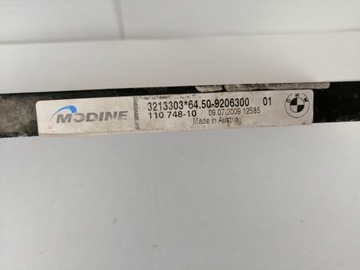 MODINE
3213303*64.50-9206300 01
110 748-10 09.07.2009 12585
Made in Austria